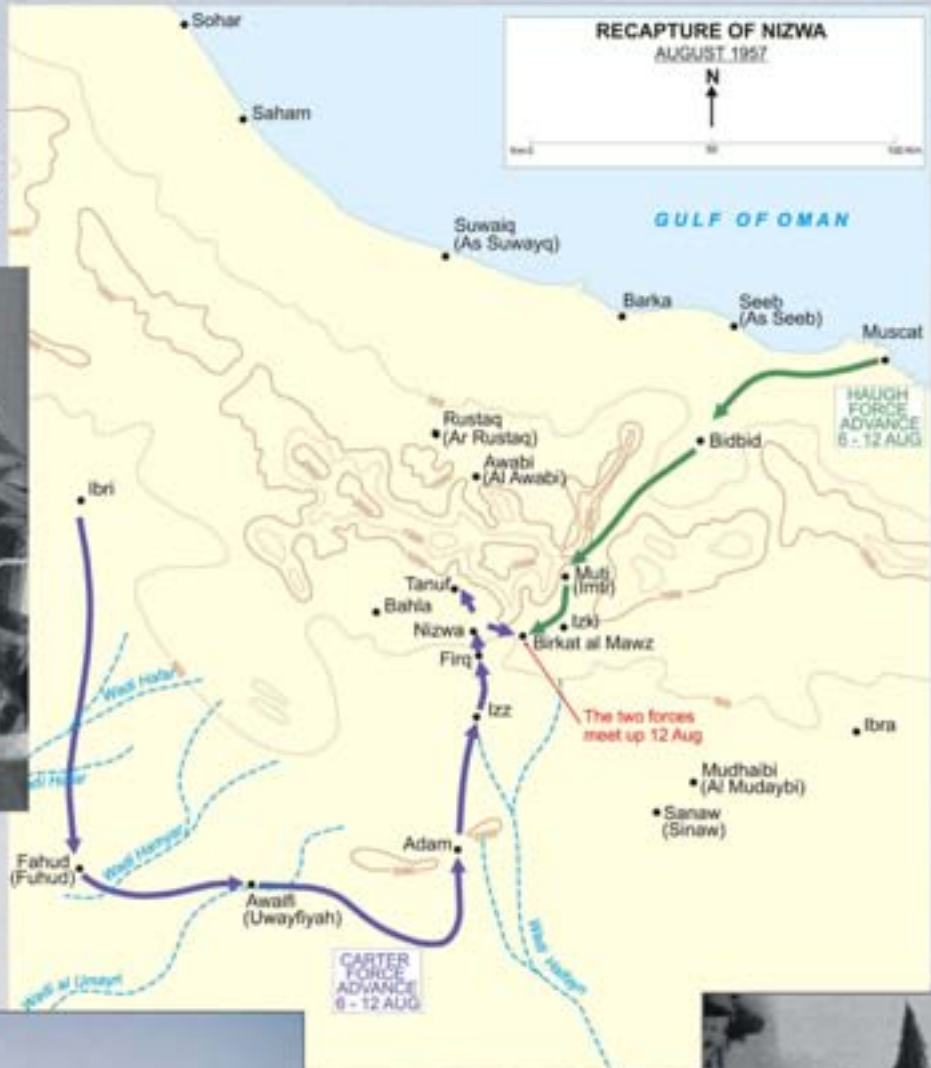 Sohar
RECAPTURE OF NIZWA
AUGUST 1957
N
50
100 Km
Saham
GULF OF OMAN
Suwaiq
(As Suwayq)
Barka
Seeb
(As Seeb)
Muscat
HAUGH
FORCE
ADVANCE
6 - 12 AUG
Rustaq
(Ar Rustaq)
Bidbid
Awabi
(Al Awabi)
Ibri
Muti
(Imti)
Tanuf
Bahla
Izki
Nizwa
Birkat al Mawz
Firq
Izz
The two forces
meet up 12 Aug
Ibra
Wadi Hafar
Mudhaibi
(Al Mudaybi)
Sanaw
(Sinaw)
Adam
Fahud
(Fuhud)
Awaifi
(Uwayfiyah)
Wadi Halfayn
CARTER
FORCE
ADVANCE
6 - 12 AUG
Wadi al Umayri